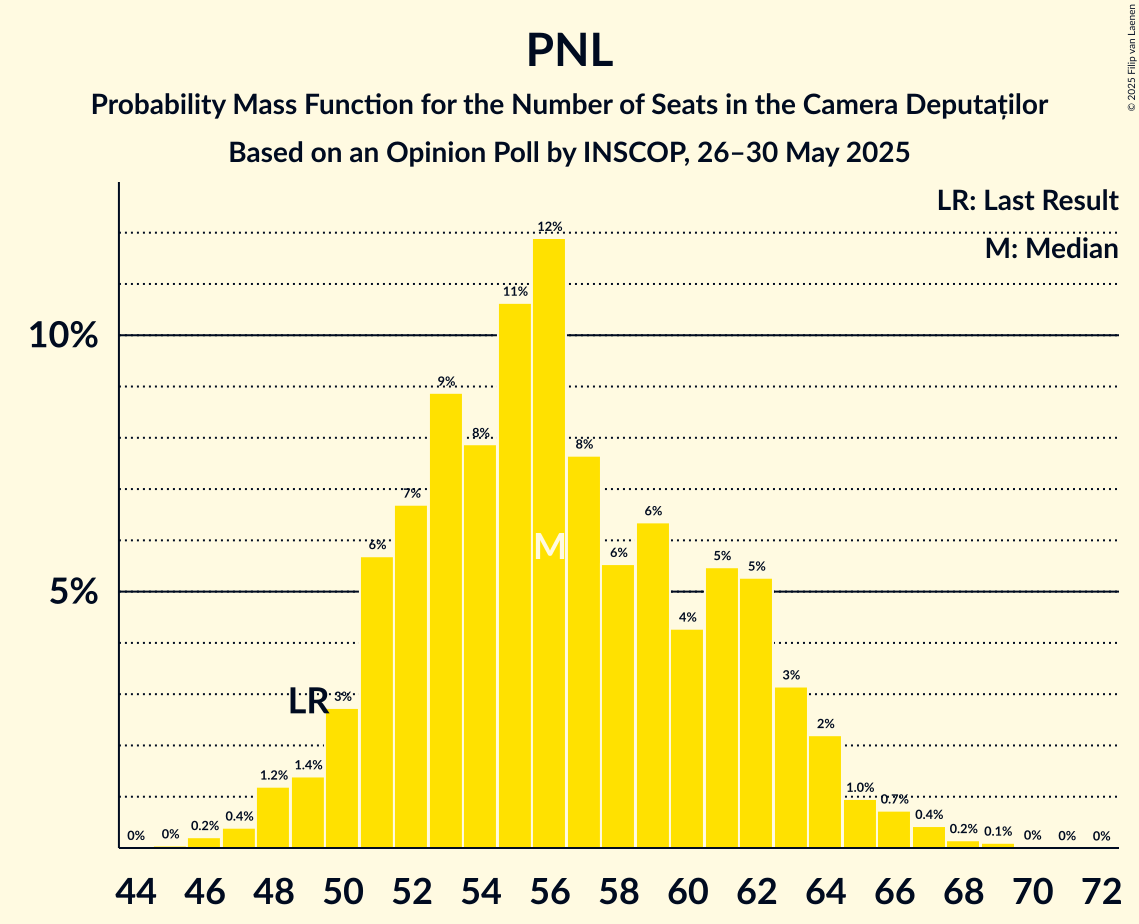 PNL
Probability Mass Function for the Number of Seats in the Camera Deputaților
Based on an Opinion Poll by INSCOP, 26–30 May 2025
© 2025 Filip van Laenen
LR: Last Result
M: Median
10%
5%
0% 0% 0.2% 0.4% 1.2% 1.4% 3% 6% 7% 9% 8% 11% 12% 8% 6% 6% 4% 5% 5% 3% 2% 1.0% 0.7% 0.4% 0.2% 0.1% 0% 0% 0%
LR
M
44 46 48 50 52 54 56 58 60 62 64 66 68 70 72